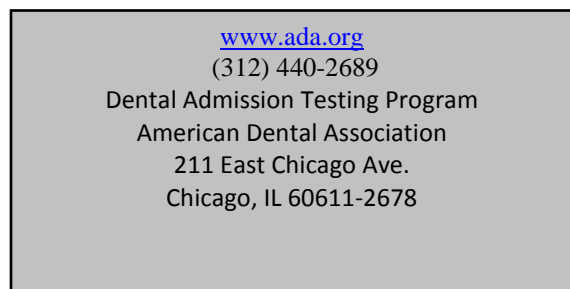 www.ada.org
(312) 440-2689
Dental Admission Testing Program
American Dental Association
211 East Chicago Ave.
Chicago, IL 60611-2678